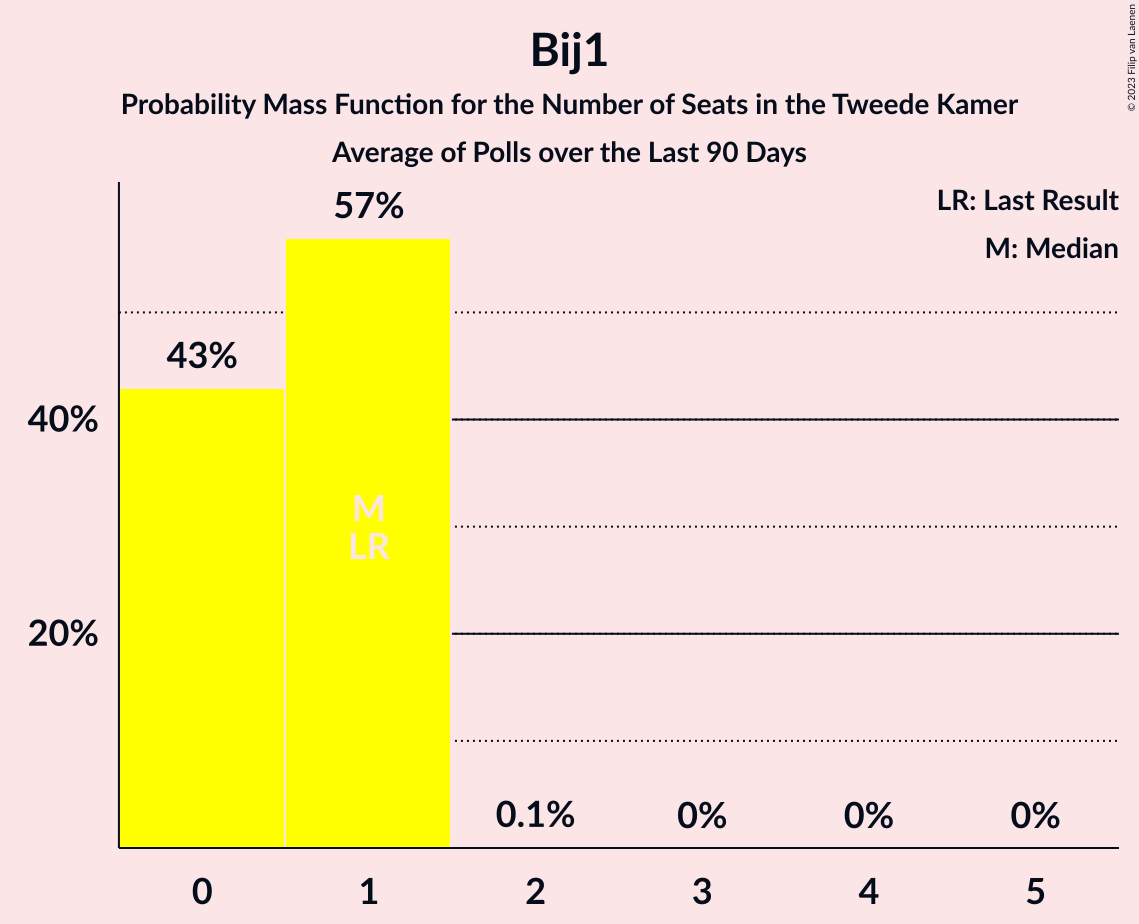 Bij1
Probability Mass Function for the Number of Seats in the Tweede Kamer
Average of Polls over the Last 90 Days
© 2023 Filip van Laenen
LR: Last Result
M: Median
57%
43%
40%
M
LR
20%
0.1%
0%
0%
0%
0
1
2
3
4
5